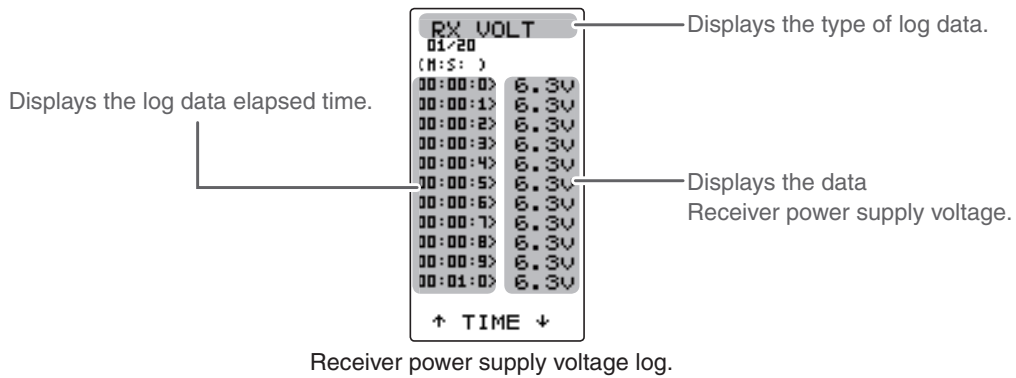 RX VOLT
01/20
(M:S: )
00:00:0> 6.3V
00:00:1> 6.3V
00:00:2> 6.3V
00:00:3> 6.3V
00:00:4> 6.3V
00:00:5> 6.3V
00:00:6> 6.3V
00:00:7> 6.3V
00:00:8> 6.3V
00:00:9> 6.3V
00:01:0> 6.3V
↑ TIME ↓
Displays the type of log data.
Displays the log data elapsed time.
Displays the data
Receiver power supply voltage.
Receiver power supply voltage log.